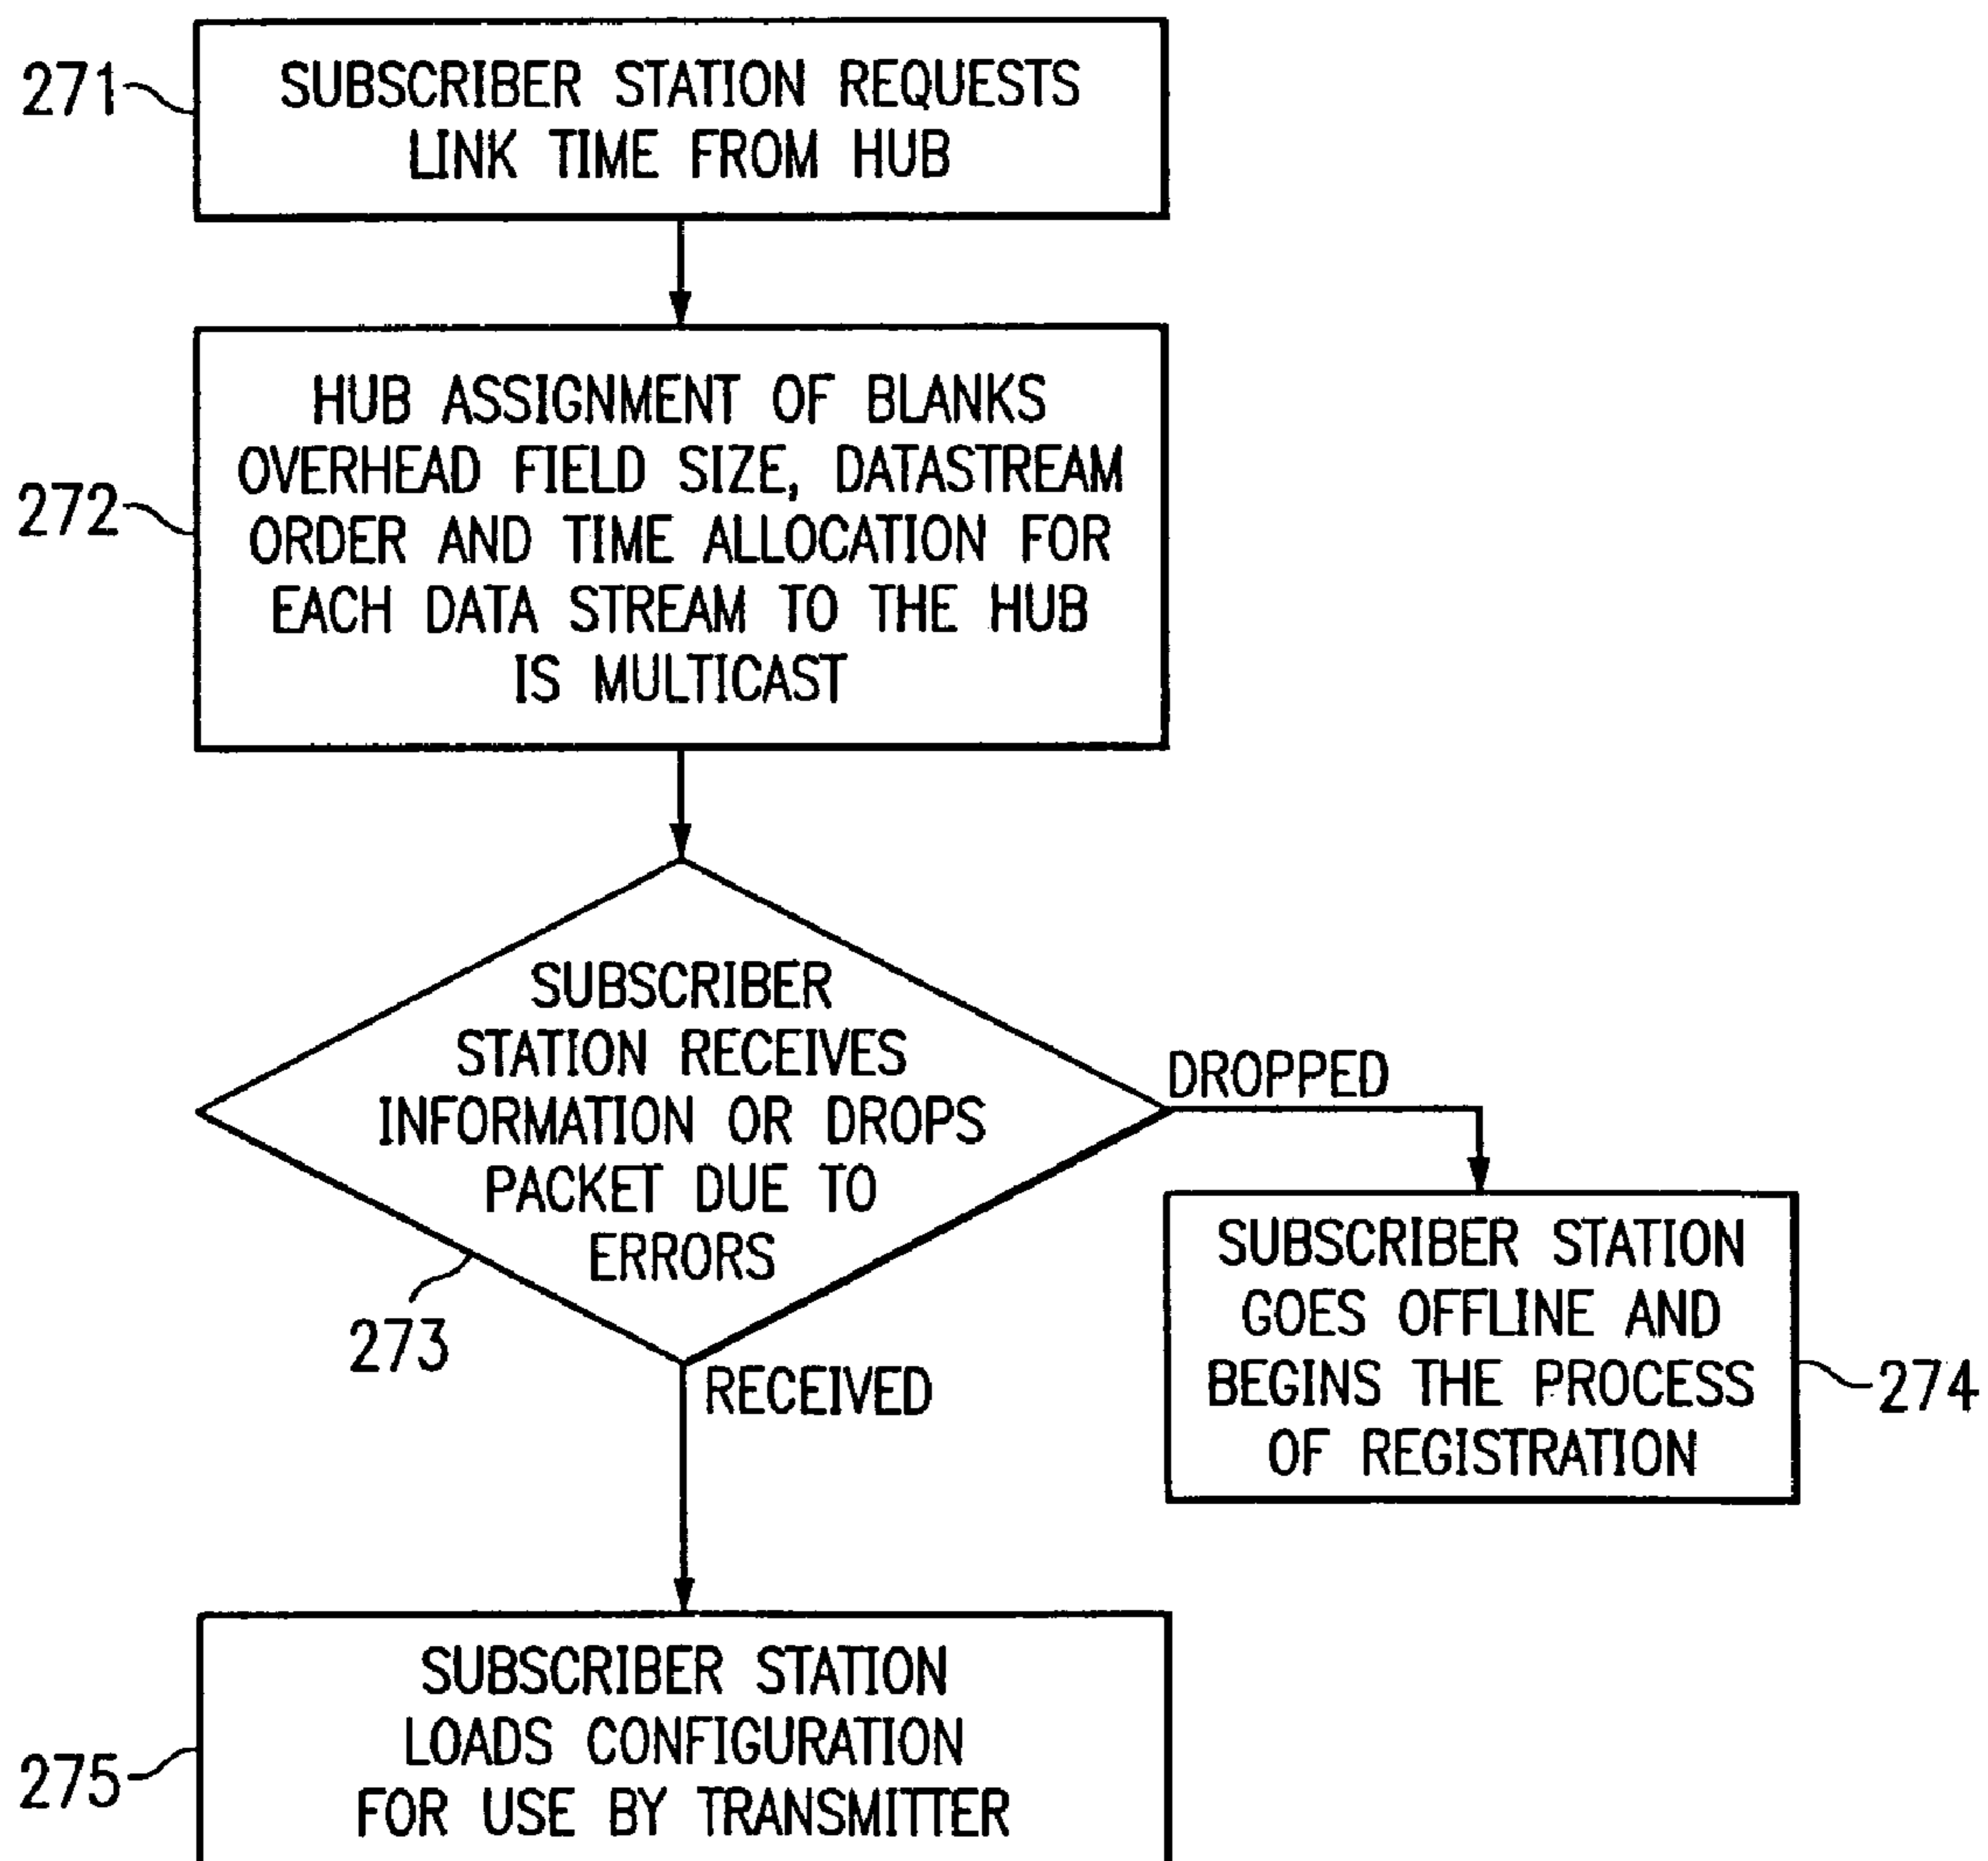 271
SUBSCRIBER STATION REQUESTS
LINK TIME FROM HUB
272
HUB ASSIGNMENT OF BLANKS
OVERHEAD FIELD SIZE, DATASTREAM
ORDER AND TIME ALLOCATION FOR
EACH DATA STREAM TO THE HUB
IS MULTICAST
SUBSCRIBER
STATION RECEIVES
INFORMATION OR DROPS
PACKET DUE TO
ERRORS
273
DROPPED
SUBSCRIBER STATION
GOES OFFLINE AND
BEGINS THE PROCESS
OF REGISTRATION
274
RECEIVED
275
SUBSCRIBER STATION
LOADS CONFIGURATION
FOR USE BY TRANSMITTER